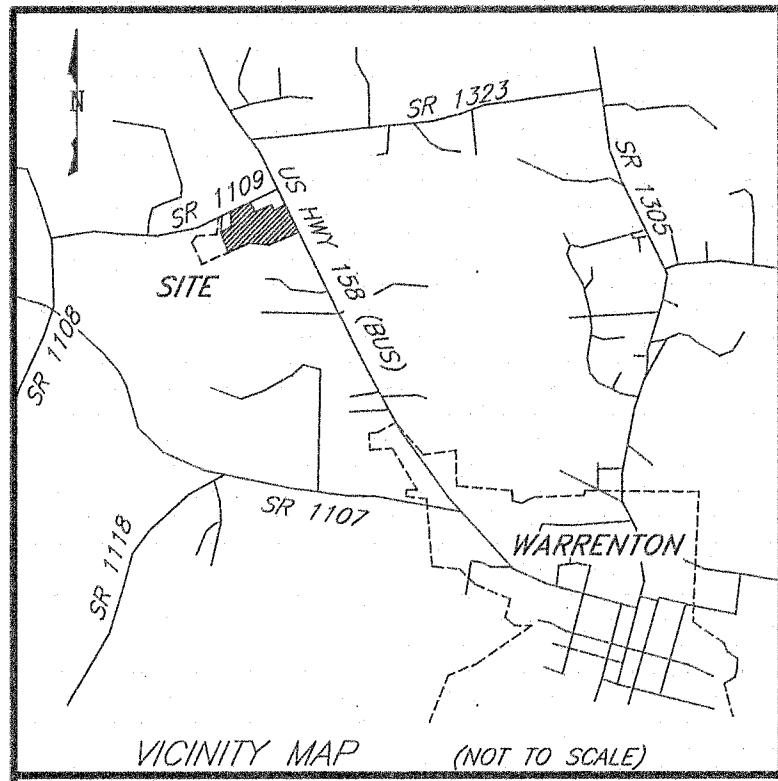 N
SR 1323
SR 1109
US HWY 158 (BUS)
SR 1305
SITE
SR 1108
SR 1107
SR 1118
WARRENTON
VICINITY MAP (NOT TO SCALE)